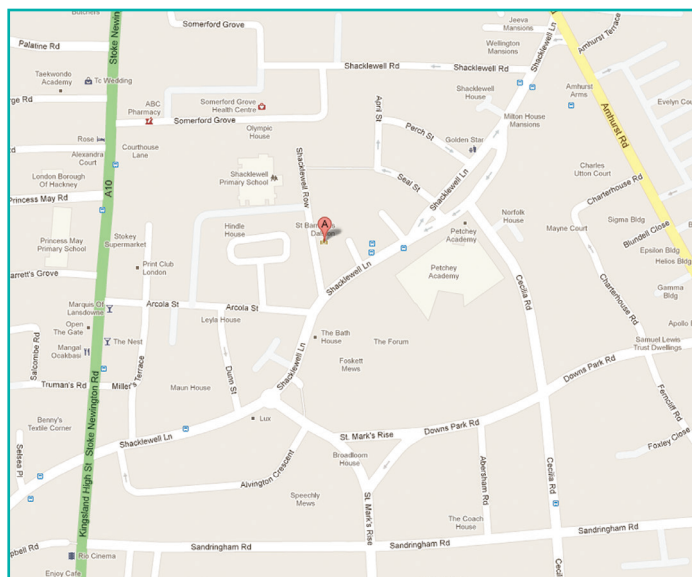 Butchers
Somerford Grove
Jeeva
Mansions
Wellington
Mansions
Palatine Rd
Stoke Newin
Shacklewell Ln
Amhurst Terrace
Taekwondo
Academy
Tc Wedding
Shacklewell Rd
Shacklewell Rd
rge Rd
ABC
Pharmacy
Somerford Grove
Health Centre
April St
Shacklewell
House
Amhurst
Arms
Evelyn Cou
Somerford Grove
Milton House
Mansions
Amhurst Rd
Rose
Olympic
House
Perch St
Golden Star
Alexandra
Court
Courthouse
Lane
Shacklewell Row
London Borough
Of Hackney
Shacklewell
Primary School
Seal St
Shacklewell Ln
Charles
Utton Court
A10
Princess May Rd
Charterhouse Rd
Princess May
Primary School
Stokey
Supermarket
Hindle
House
A
Petchey
Academy
Norfolk
House
Mayne Court
Sigma Bldg
Blundell Close
Epsilon Bldg
Helios Bldg
Print Club
London
Petchey
Academy
arrett's Grove
Shacklewell Ln
Cecilia Rd
Charterhouse Rd
Gamma
Bldg
Marquis Of
Lansdowne
Arcola St
Arcola St
Leyla House
Apollo
Open
The Gate
The Nest
The Bath
House
The Forum
Samuel Lewis
Trust Dwellings
Salcombe Rd
Mangal
Ocakbasi
Foskett
Mews
Downs Park Rd
Truman's Rd
Miller's Terrace
Maun House
Dunn St
Shacklewell Ln
Ferncliff Rd
Stoke Newington Rd
Benny's
Textile Corner
Lux
Shacklewell Ln
St. Mark's Rise
Downs Park Rd
Foxley Close
Selsea Pl
Broadloom
House
Alvington Crescent
Abersham Rd
Cecilia Rd
Kingsland High St
Speechly
Mews
St. Mark's Rise
The Coach
House
pbell Rd
Sandringham Rd
Sandringham Rd
Sandringham Rd
Rio Cinema
Enjoy Cafe
Cecil